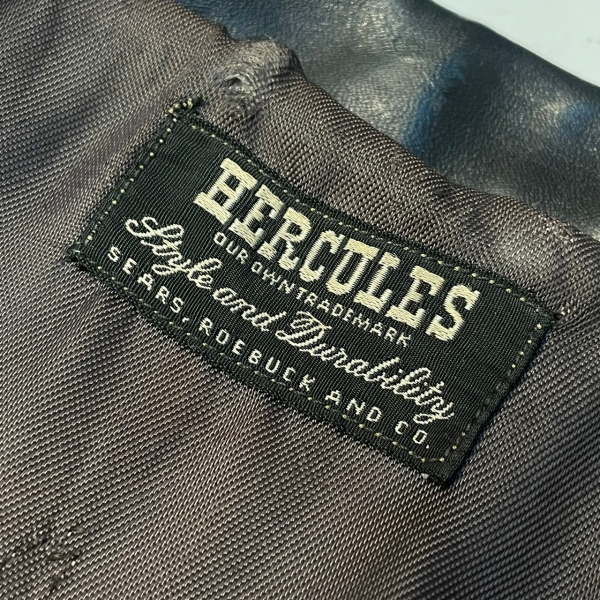 HERCULES
OUR OWN TRADEMARK
Style and Durability
SEARS, ROEBUCK AND CO.